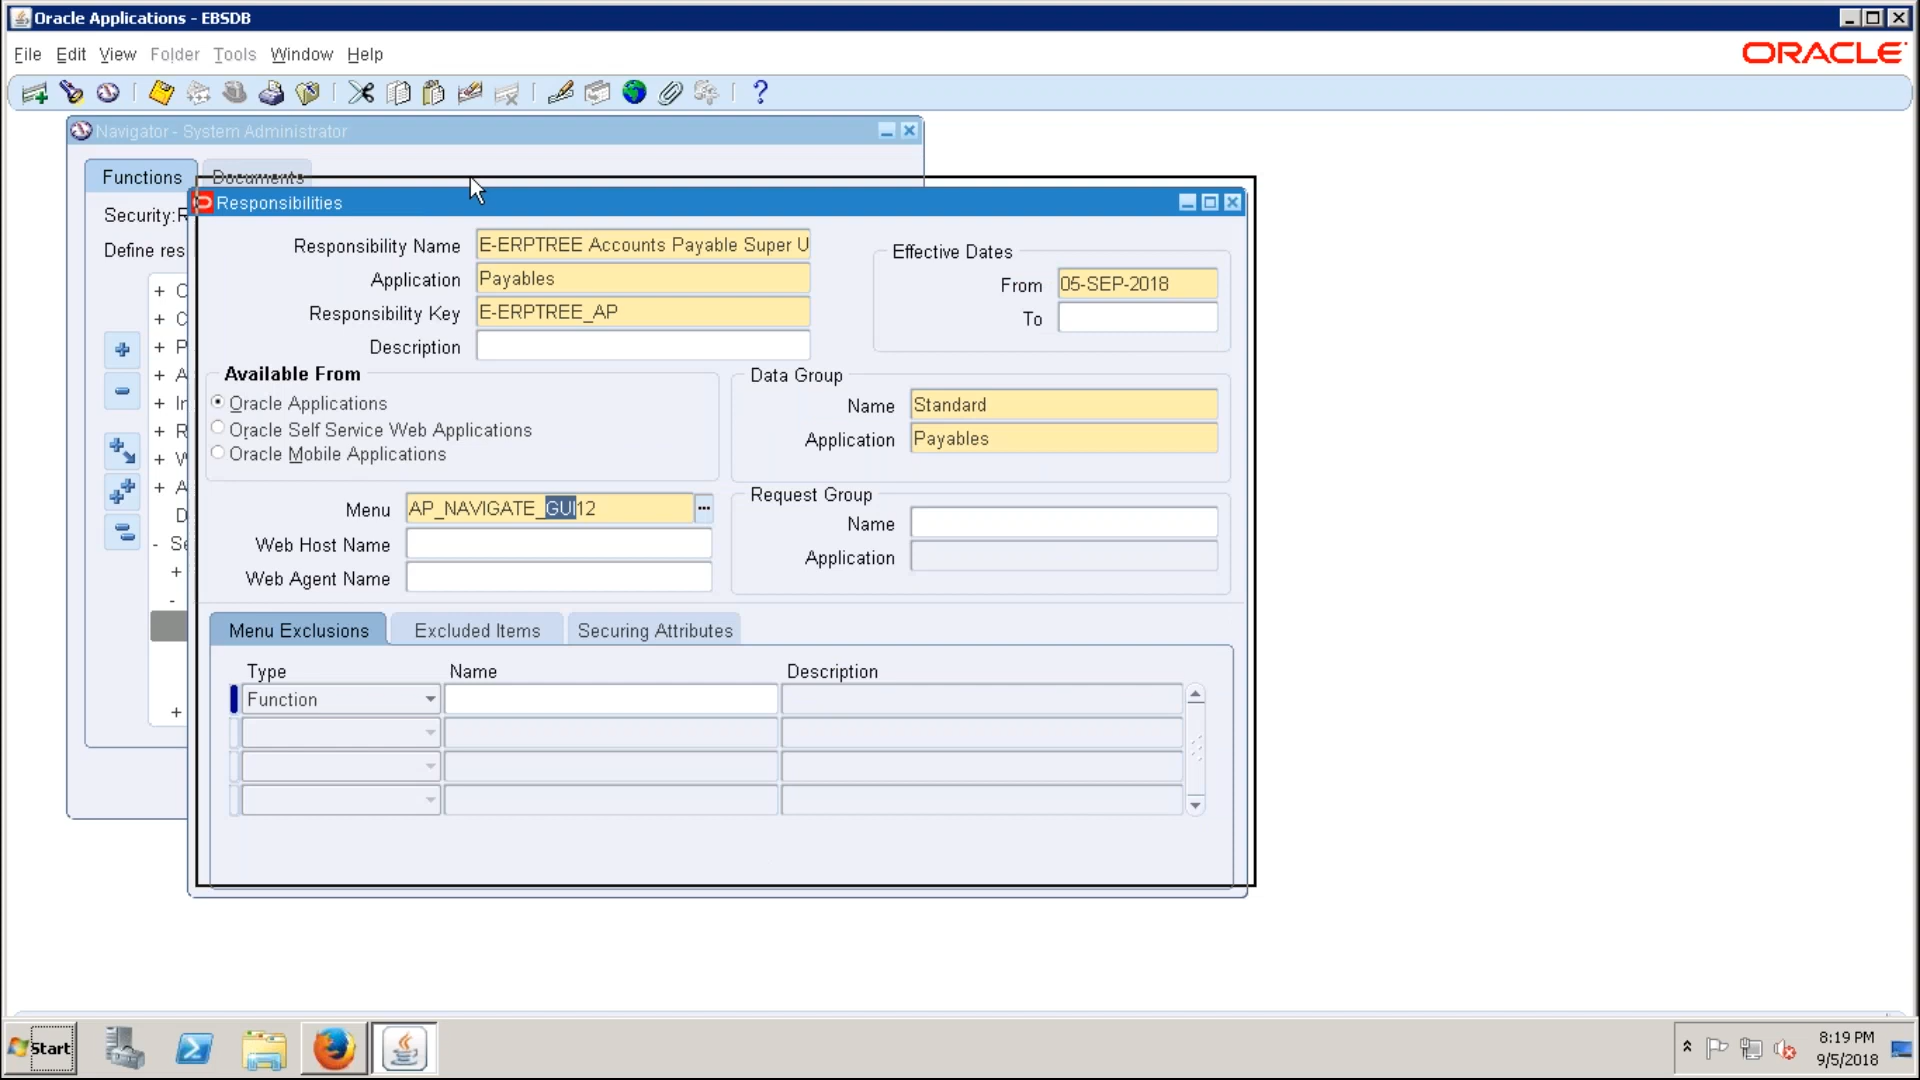 Oracle Applications - EBSDB
File Edit View Folder Tools Window Help
ORACLE
Navigator - System Administrator
Functions Documents
Responsibilities
Security:R
Define res
Responsibility Name E-ERPTREE Accounts Payable Super U
Application Payables
Responsibility Key E-ERPTREE_AP
Description
Effective Dates
From 05-SEP-2018
To
Available From
Oracle Applications
Oracle Self Service Web Applications
Oracle Mobile Applications
Data Group
Name Standard
Application Payables
Menu AP_NAVIGATE_GUI12 ...
Web Host Name
Web Agent Name
Request Group
Name
Application
+ C
+ C
+ P
+ A
+ In
+ R
+ W
+ A
D
- Se
+
-
+
Menu Exclusions Excluded Items Securing Attributes
Type Name Description
Function
Start
8:19 PM
9/5/2018